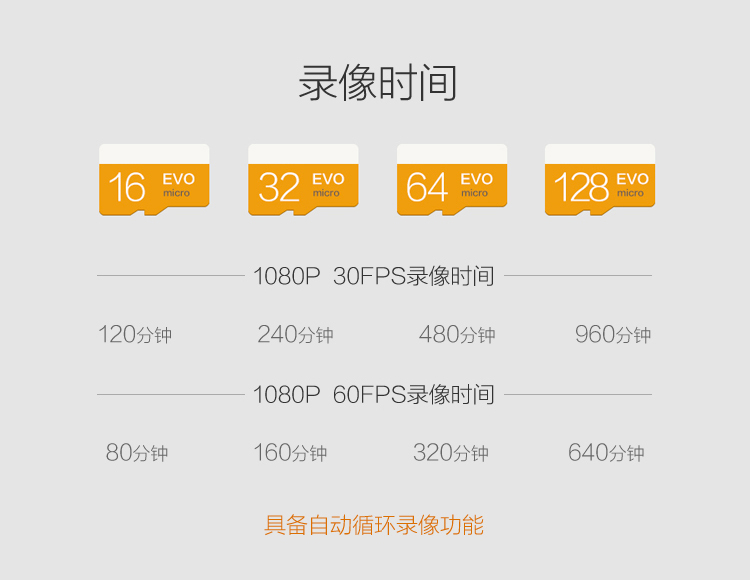 录像时间
16 EVO micro 32 EVO micro 64 EVO micro 128 EVO micro
1080P 30FPS录像时间
120分钟 240分钟 480分钟 960分钟
1080P 60FPS录像时间
80分钟 160分钟 320分钟 640分钟
具备自动循环录像功能